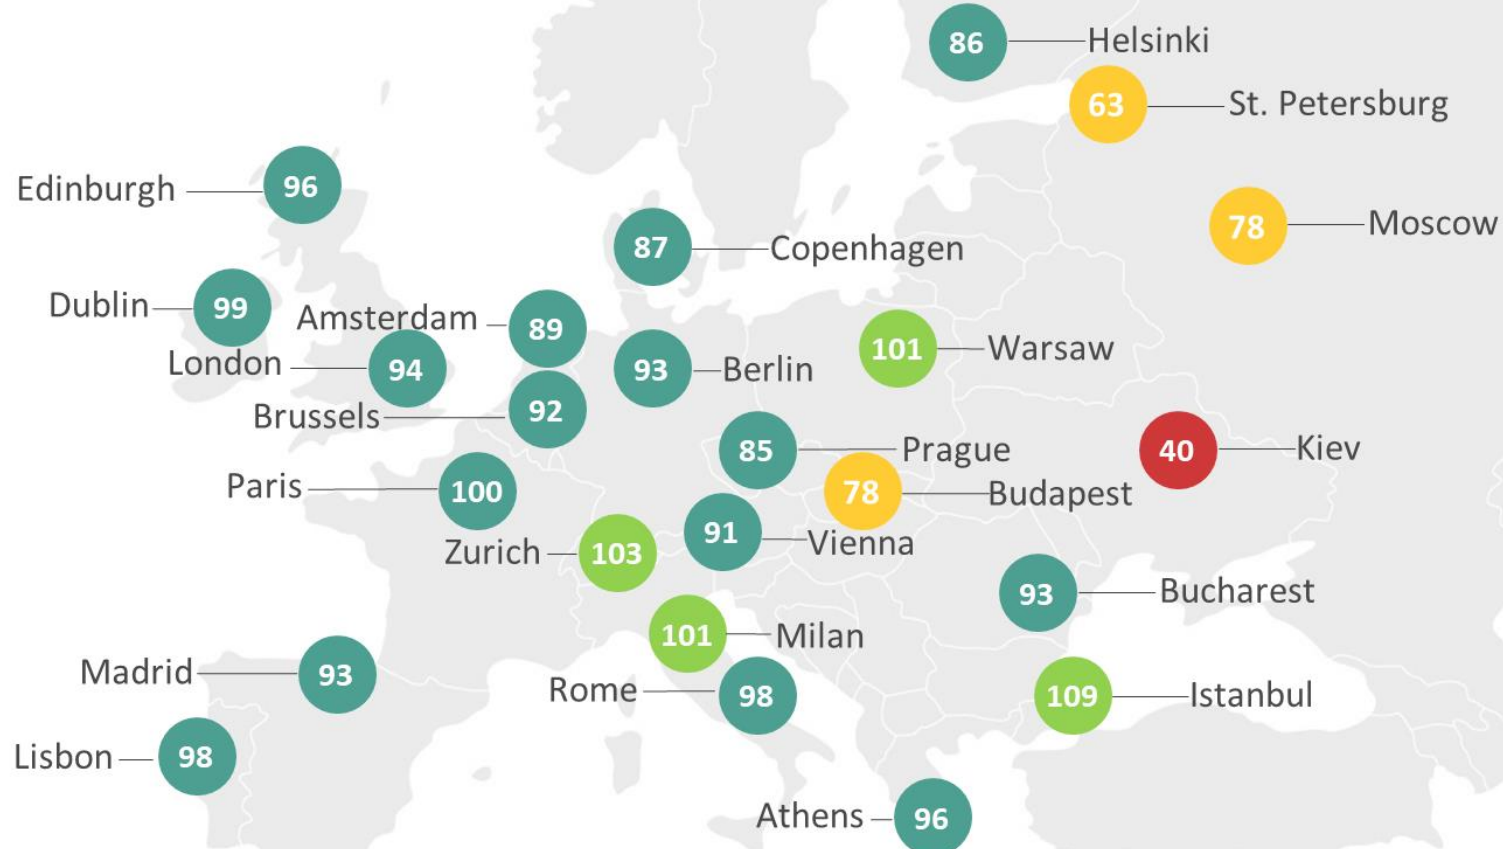 86 Helsinki
63 St. Petersburg
Edinburgh 96
78 Moscow
87 Copenhagen
Dublin 99
Amsterdam 89
101 Warsaw
London 94
93 Berlin
Brussels 92
85 Prague
40 Kiev
Paris 100
78 Budapest
91 Vienna
Zurich 103
93 Bucharest
101 Milan
Madrid 93
Rome 98
109 Istanbul
Lisbon 98
Athens 96